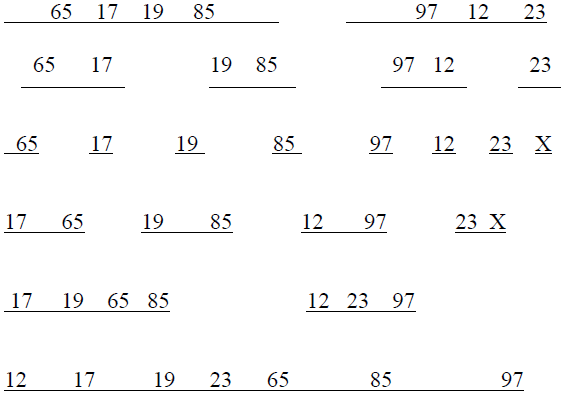 65 17 19 85 97 12 23
65 17 19 85 97 12 23
65 17 19 85 97 12 23 X
17 65 19 85 12 97 23 X
17 19 65 85 12 23 97
12 17 19 23 65 85 97